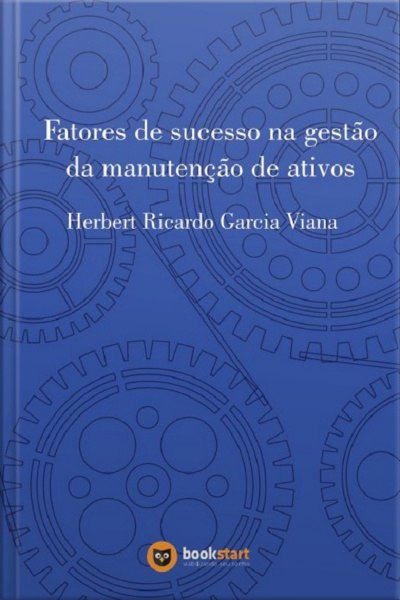 Fatores de sucesso na gestão
da manutenção de ativos
Herbert Ricardo Garcia Viana
bookstart